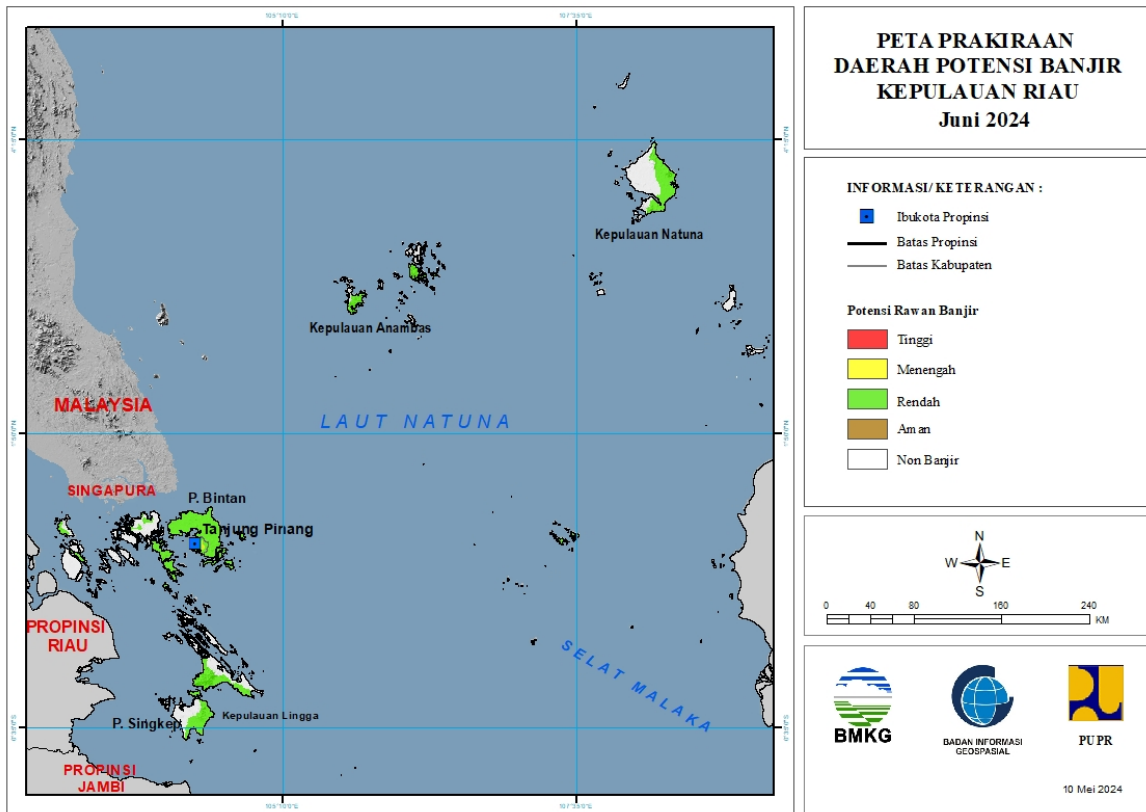 PETA PRAKIRAAN
DAERAH POTENSI BANJIR
KEPULAUAN RIAU
Juni 2024
INFORMASI/ KETERANGAN :
Ibukota Propinsi
Batas Propinsi
Batas Kabupaten
Potensi Rawan Banjir
Tinggi
Menengah
Rendah
Aman
Non Banjir
N
W E
S
0 40 80 160 240
KM
BMKG
BADAN INFORMASI
GEOSPASIAL
PUPR
10 Mei 2024
Kepulauan Natuna
Kepulauan Anambas
MALAYSIA
LAUT NATUNA
SINGAPURA
P. Bintan
Tanjung Pinang
PROPINSI
RIAU
SELAT MALAKA
Kepulauan Lingga
P. Singkep
PROPINSI
JAMBI